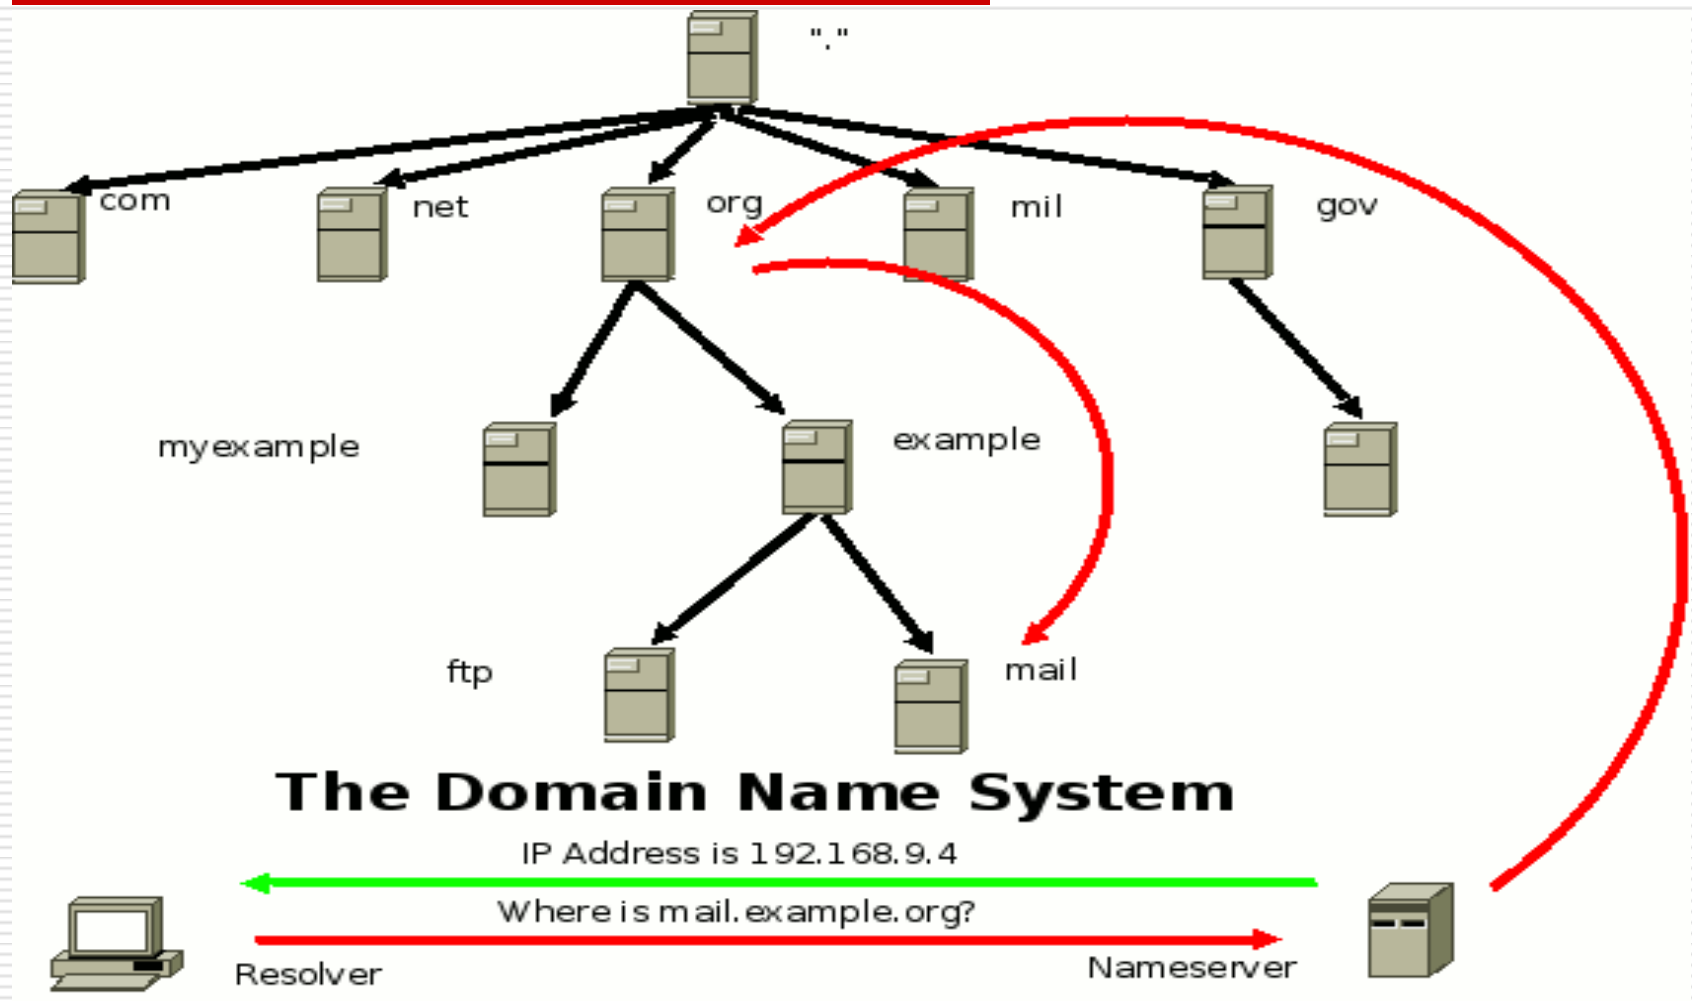 "."
com
net
org
mil
gov
myexample
example
ftp
mail
The Domain Name System
IP Address is 192.168.9.4
Where is mail.example.org?
Resolver
Nameserver